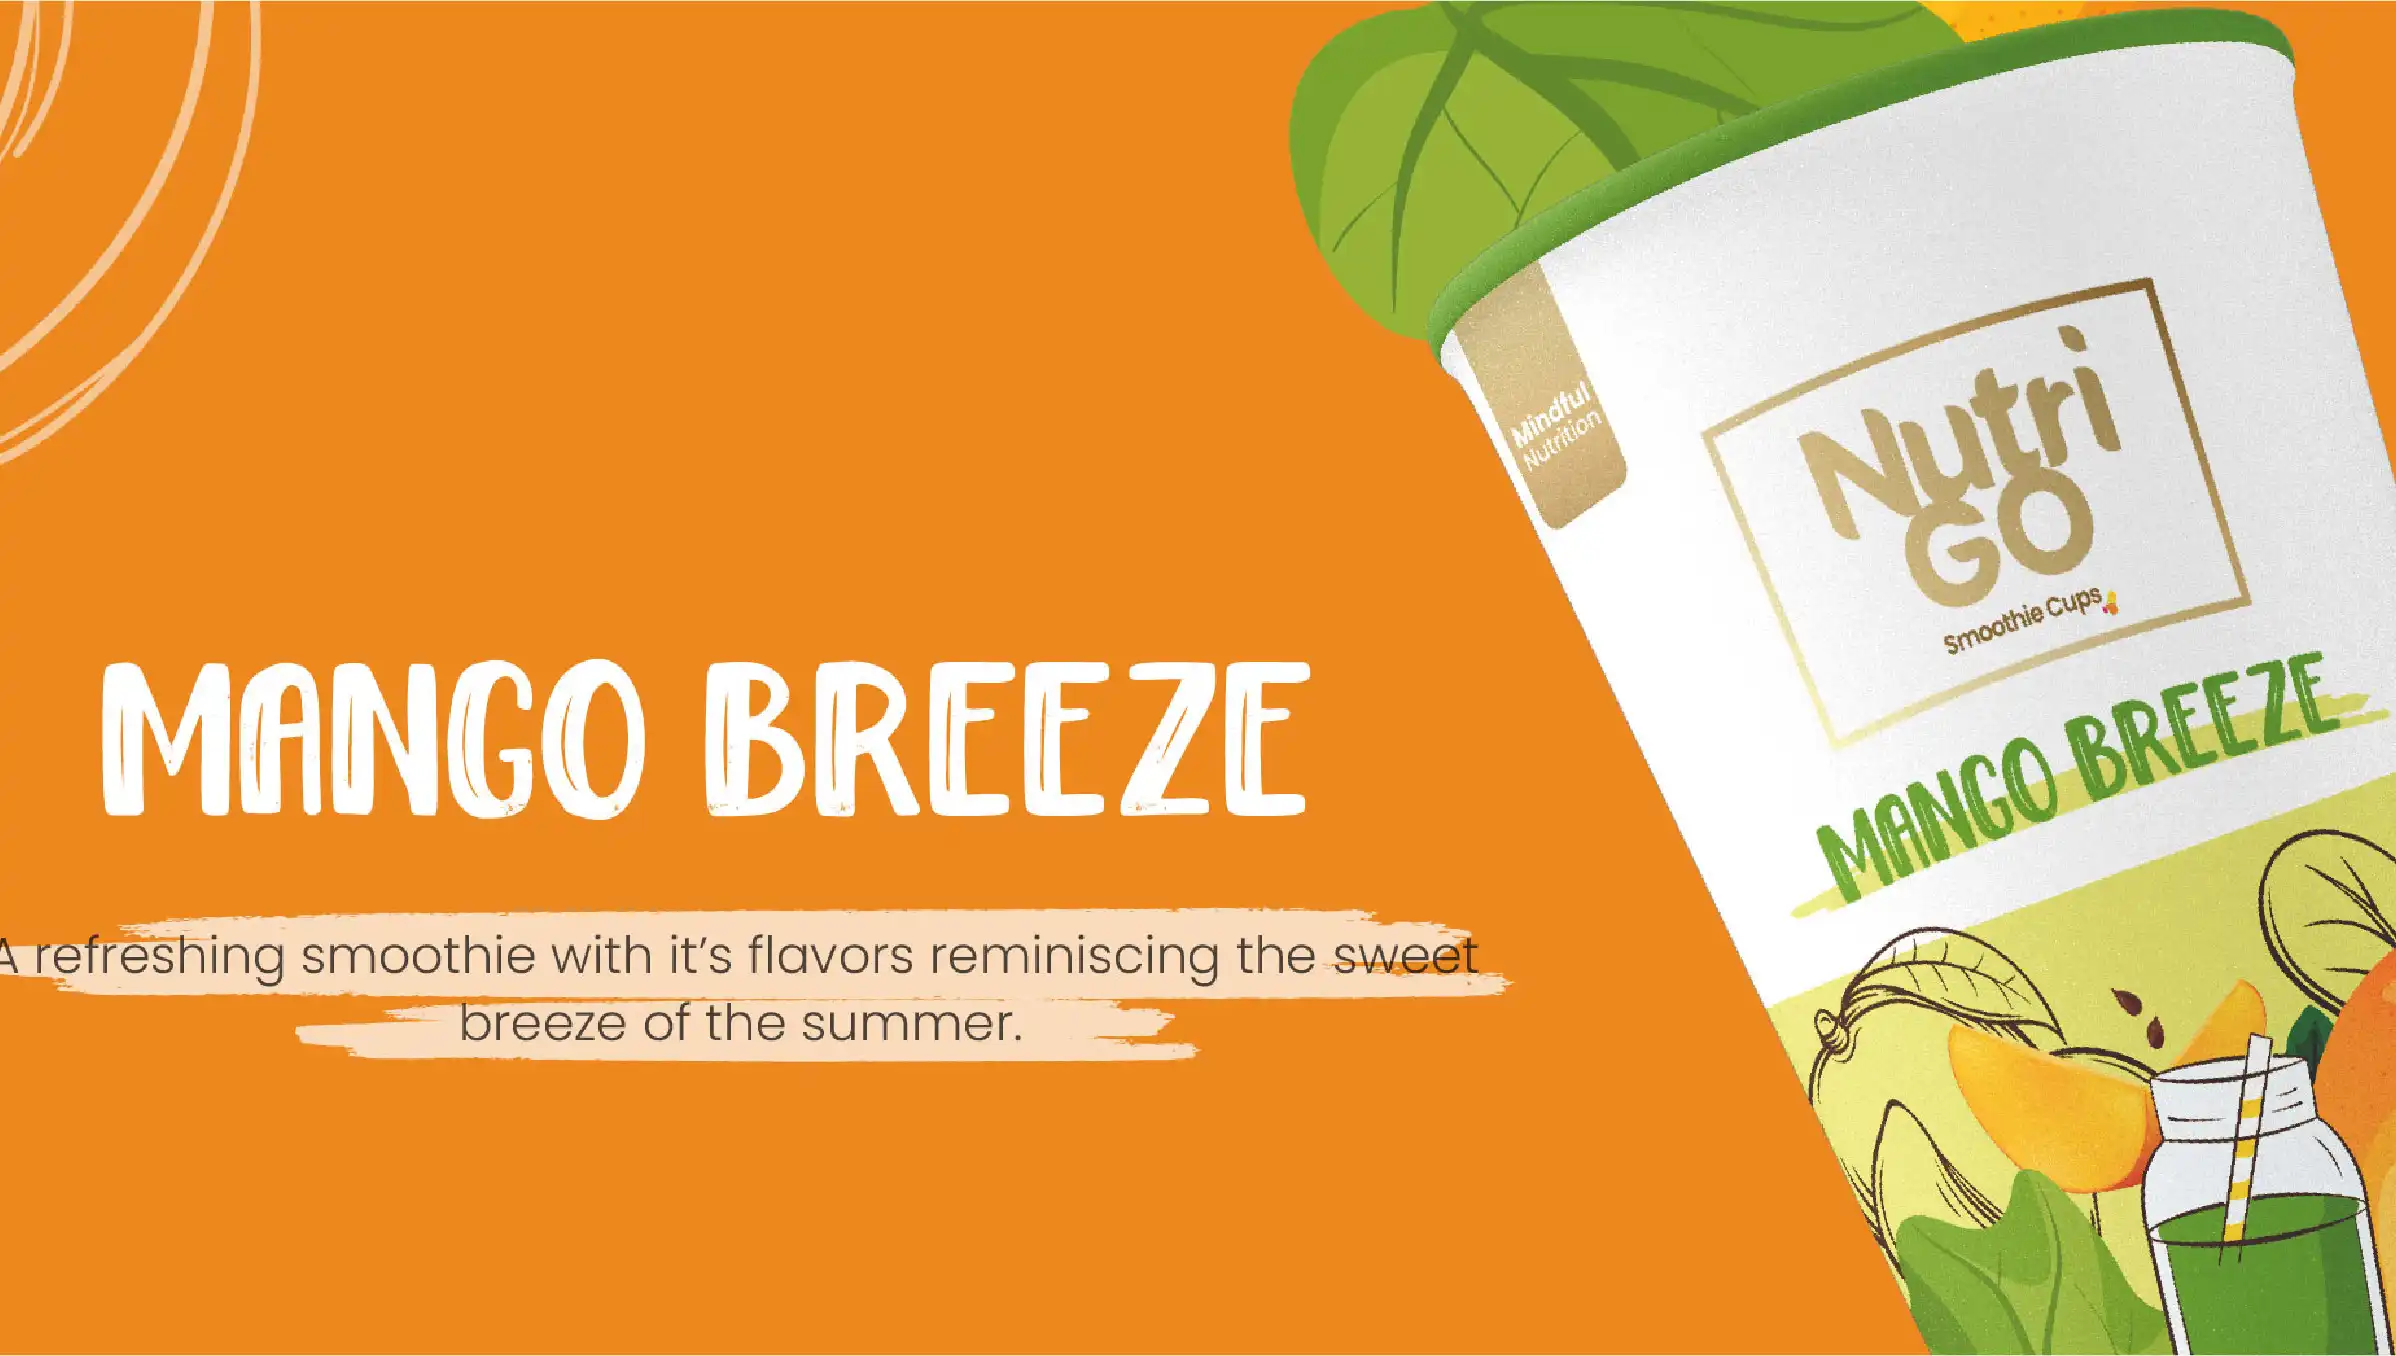 MANGO BREEZE
A refreshing smoothie with it's flavors reminiscing the sweet
breeze of the summer.
Mindful
Nutrition
Nutri
GO
Smoothie Cups
MANGO BREEZE